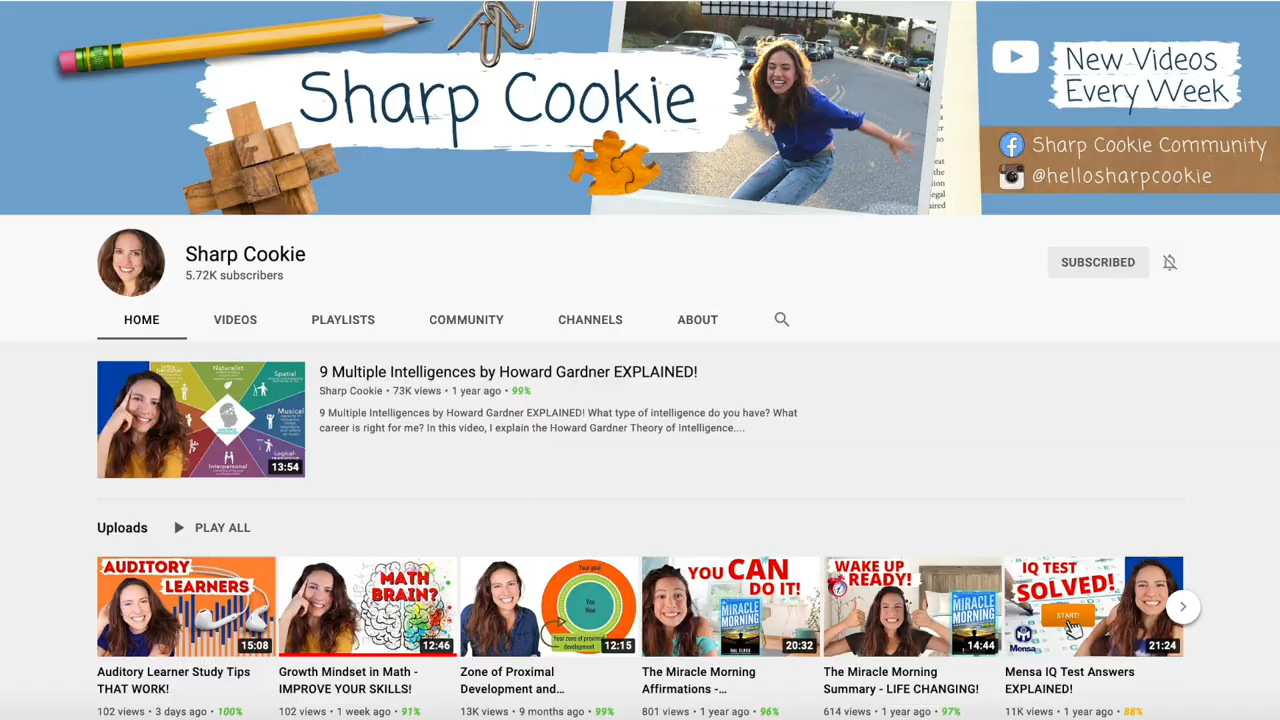 Sharp Cookie
New Videos
Every Week
Sharp Cookie Community
@hellosharpcookie
Sharp Cookie
5.72K subscribers
SUBSCRIBED
HOME
VIDEOS
PLAYLISTS
COMMUNITY
CHANNELS
ABOUT
Naturalist
Spatial
Musical
Interpersonal
13:54
9 Multiple Intelligences by Howard Gardner EXPLAINED!
Sharp Cookie • 73K views • 1 year ago • 99%
9 Multiple Intelligences by Howard Gardner EXPLAINED! What type of intelligence do you have? What
career is right for me? In this video, I explain the Howard Gardner Theory of Intelligence....
Uploads
PLAY ALL
AUDITORY
LEARNERS
15:08
MATH
BRAIN?
12:46
Your goal
You
Now
Your zone of proximal
development
12:15
YOU CAN
DO IT!
MIRACLE
MORNING
20:32
WAKE UP
READY!
MIRACLE
MORNING
14:44
IQ TEST
SOLVED!
START!
Mensa
21:24
Auditory Learner Study Tips
THAT WORK!
102 views • 3 days ago • 100%
Growth Mindset in Math -
IMPROVE YOUR SKILLS!
102 views • 1 week ago • 91%
Zone of Proximal
Development and...
13K views • 9 months ago • 99%
The Miracle Morning
Affirmations -...
801 views • 1 year ago • 96%
The Miracle Morning
Summary - LIFE CHANGING!
614 views • 1 year ago • 97%
Mensa IQ Test Answers
EXPLAINED!
11K views • 1 year ago • 88%